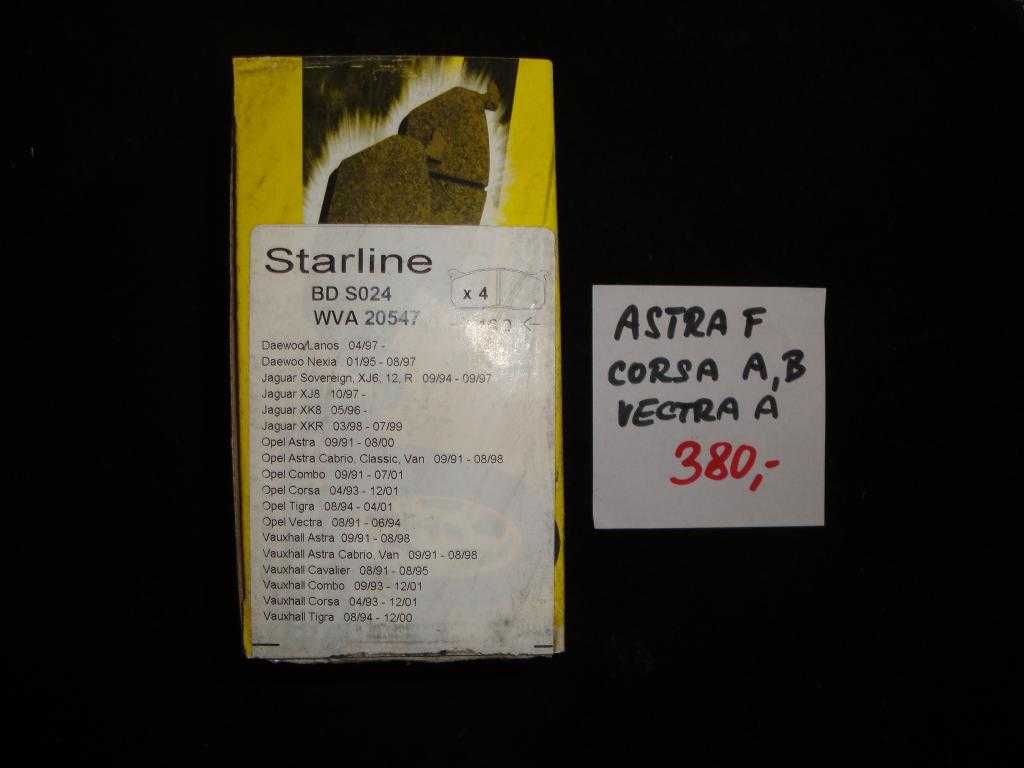 Starline
BD S024
x 4
WVA 20547
Daewoo/Lanos 04/97 -
Daewoo Nexia 01/95 - 08/97
Jaguar Sovereign, XJ6, 12, R 09/94 - 09/97
Jaguar XJ8 10/97 -
Jaguar XK8 05/96 -
Jaguar XKR 03/98 - 07/99
Opel Astra 09/91 - 08/00
Opel Astra Cabrio, Classic, Van 09/91 - 08/98
Opel Combo 09/91 - 07/01
Opel Corsa 04/93 - 12/01
Opel Tigra 08/94 - 04/01
Opel Vectra 08/91 - 06/94
Vauxhall Astra 09/91 - 08/98
Vauxhall Astra Cabrio, Van 09/91 - 08/98
Vauxhall Cavalier 08/91 - 08/95
Vauxhall Combo 09/93 - 12/01
Vauxhall Corsa 04/93 - 12/01
Vauxhall Tigra 08/94 - 12/00
ASTRA F
CORSA A,B
VECTRA A
380,-